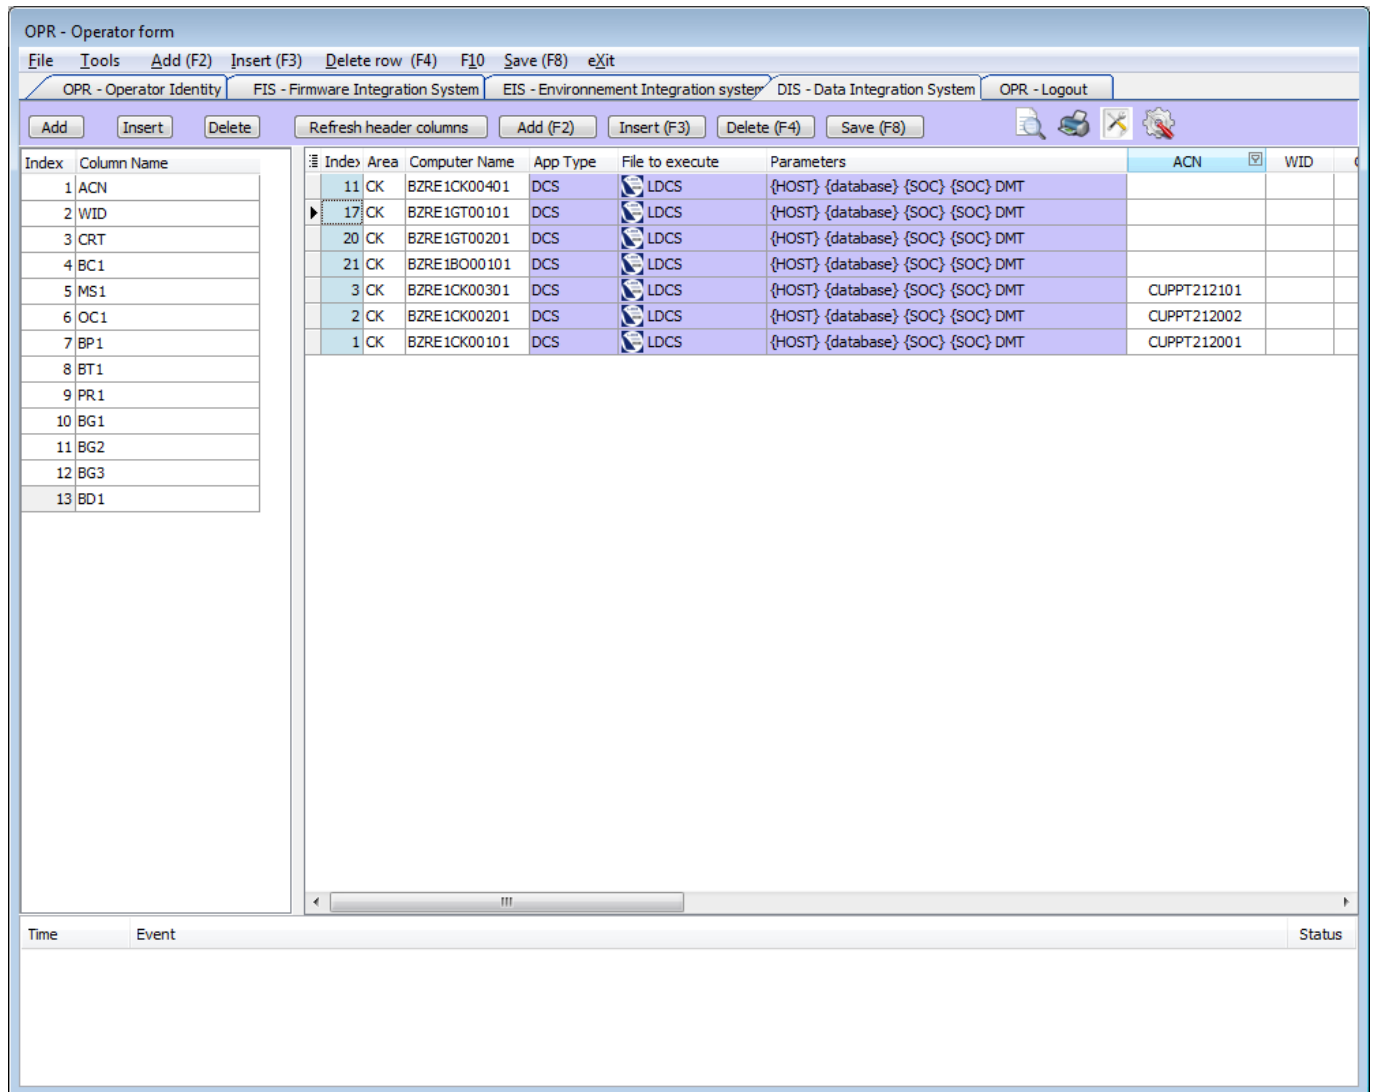 OPR - Operator form
File Tools Add (F2) Insert (F3) Delete row (F4) F10 Save (F8) eXit
OPR - Operator Identity FIS - Firmware Integration System EIS - Environnement Integration system DIS - Data Integration System OPR - Logout
Add Insert Delete Refresh header columns Add (F2) Insert (F3) Delete (F4) Save (F8)
Index Column Name
1 ACN
2 WID
3 CRT
4 BC1
5 MS1
6 OC1
7 BP1
8 BT1
9 PR1
10 BG1
11 BG2
12 BG3
13 BD1
Index Area Computer Name App Type File to execute Parameters ACN WID
11 CK BZRE1CK00401 DCS LDCS {HOST} {database} {SOC} {SOC} DMT
17 CK BZRE1GT00101 DCS LDCS {HOST} {database} {SOC} {SOC} DMT
20 CK BZRE1GT00201 DCS LDCS {HOST} {database} {SOC} {SOC} DMT
21 CK BZRE1BO00101 DCS LDCS {HOST} {database} {SOC} {SOC} DMT
3 CK BZRE1CK00301 DCS LDCS {HOST} {database} {SOC} {SOC} DMT CUPPT212101
2 CK BZRE1CK00201 DCS LDCS {HOST} {database} {SOC} {SOC} DMT CUPPT212002
1 CK BZRE1CK00101 DCS LDCS {HOST} {database} {SOC} {SOC} DMT CUPPT212001
Time Event Status